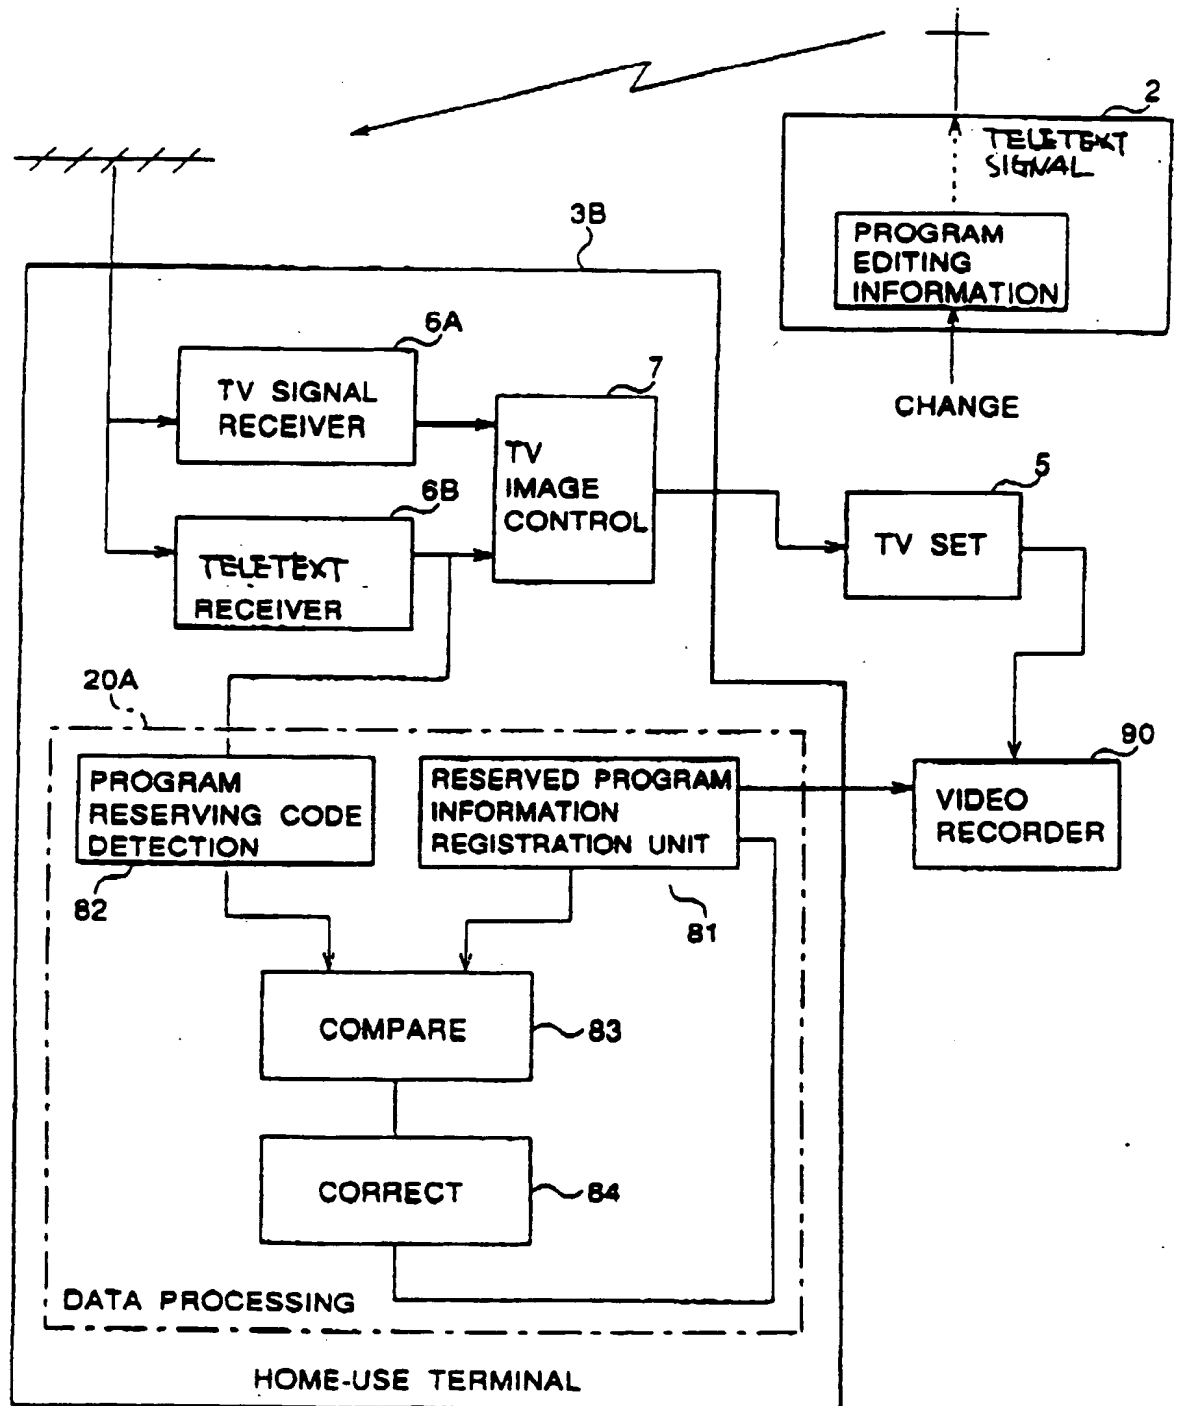 2
TELETEXT
SIGNAL
PROGRAM
EDITING
INFORMATION
CHANGE
3B
6A
TV SIGNAL
RECEIVER
7
TV
IMAGE
CONTROL
6B
TELETEXT
RECEIVER
5
TV SET
20A
PROGRAM
RESERVING CODE
DETECTION
82
RESERVED PROGRAM
INFORMATION
REGISTRATION UNIT
81
90
VIDEO
RECORDER
COMPARE
83
CORRECT
84
DATA PROCESSING
HOME-USE TERMINAL